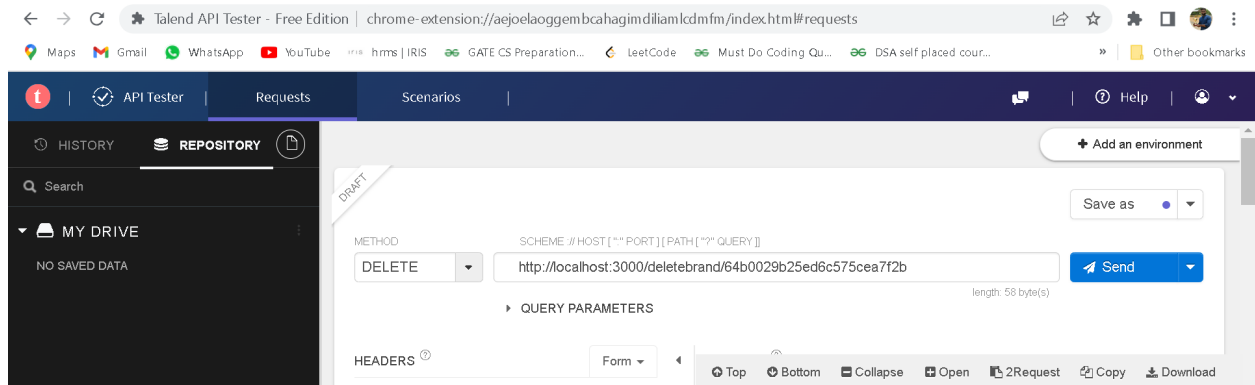 Talend API Tester - Free Edition | chrome-extension://aejoelaoggembcahagimdiliamlcdmfm/index.html#requests
Maps Gmail WhatsApp YouTube hrms | IRIS GATE CS Preparation... LeetCode Must Do Coding Qu... DSA self placed cour... » Other bookmarks
t | API Tester | Requests Scenarios | | Help |
HISTORY REPOSITORY
+ Add an environment
Search
DRAFT
Save as
MY DRIVE
METHOD SCHEME :// HOST [ ":" PORT ] [ PATH [ "?" QUERY ]]
NO SAVED DATA
DELETE http://localhost:3000/deletebrand/64b0029b25ed6c575cea7f2b Send
length: 58 byte(s)
QUERY PARAMETERS
HEADERS ? Form
Top Bottom Collapse Open 2Request Copy Download